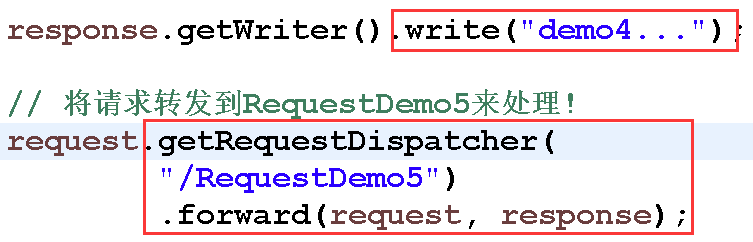 response.getWriter().write("demo4...");
// 将请求转发到RequestDemo5来处理!
request.getRequestDispatcher(
"/RequestDemo5")
.forward(request, response);